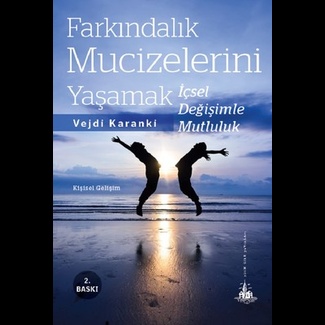 Farkındalık
Mucizelerini
Yaşamak
İçsel
Değişimle
Mutluluk
Vejdi Karanki
Kişisel Gelişim
2.
BASKI